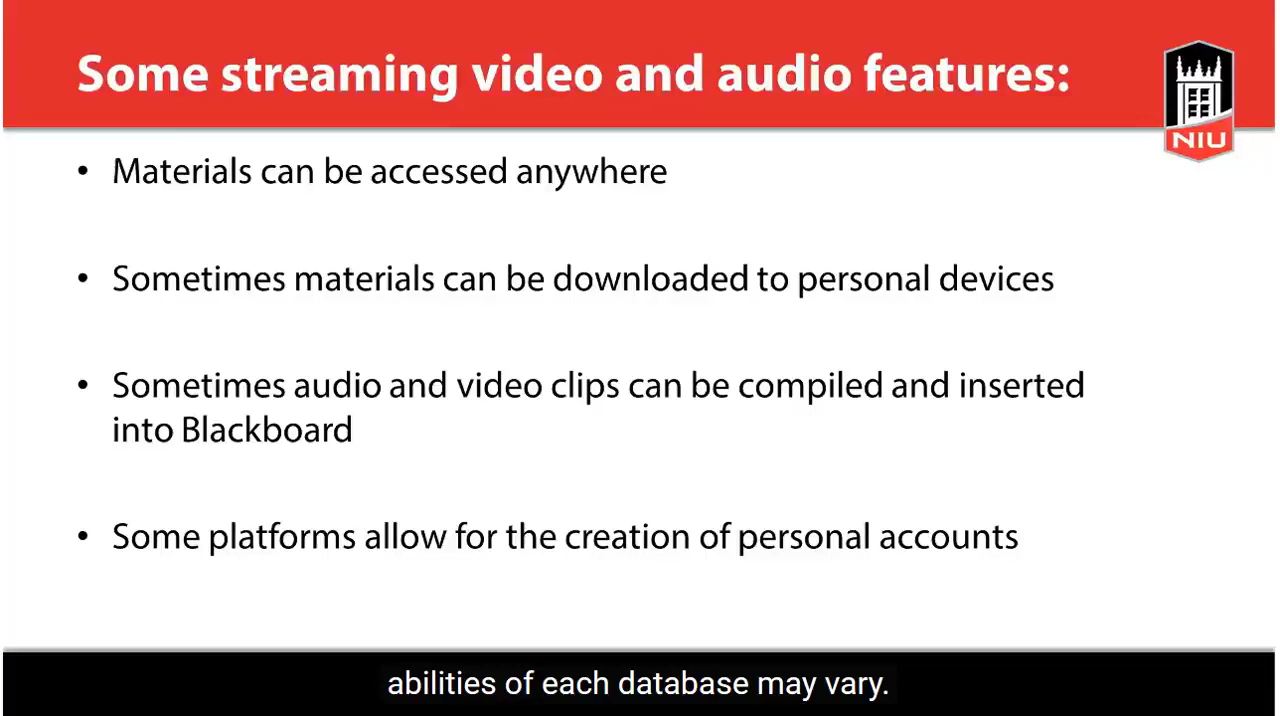 Some streaming video and audio features:
NIU
• Materials can be accessed anywhere
• Sometimes materials can be downloaded to personal devices
• Sometimes audio and video clips can be compiled and inserted
into Blackboard
• Some platforms allow for the creation of personal accounts
abilities of each database may vary.